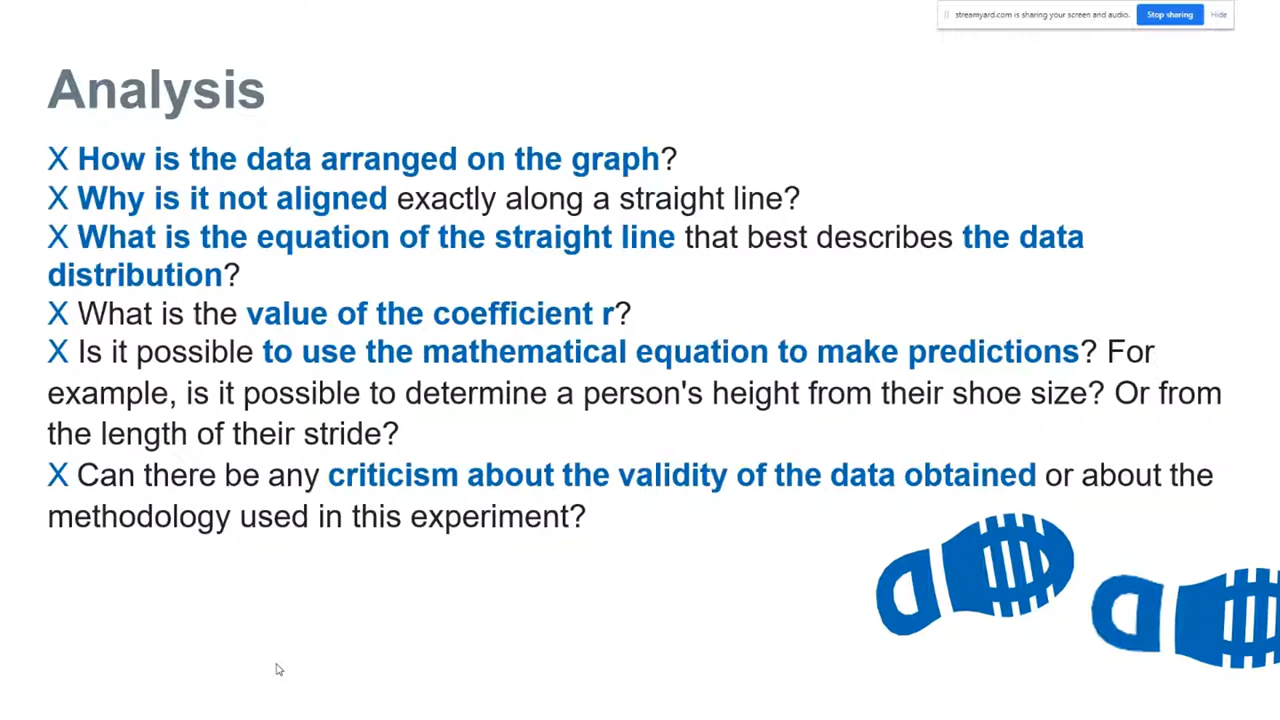 streamyard.com is sharing your screen and audio. Stop sharing Hide
Analysis
X How is the data arranged on the graph?
X Why is it not aligned exactly along a straight line?
X What is the equation of the straight line that best describes the data
distribution?
X What is the value of the coefficient r?
X Is it possible to use the mathematical equation to make predictions? For
example, is it possible to determine a person's height from their shoe size? Or from
the length of their stride?
X Can there be any criticism about the validity of the data obtained or about the
methodology used in this experiment?